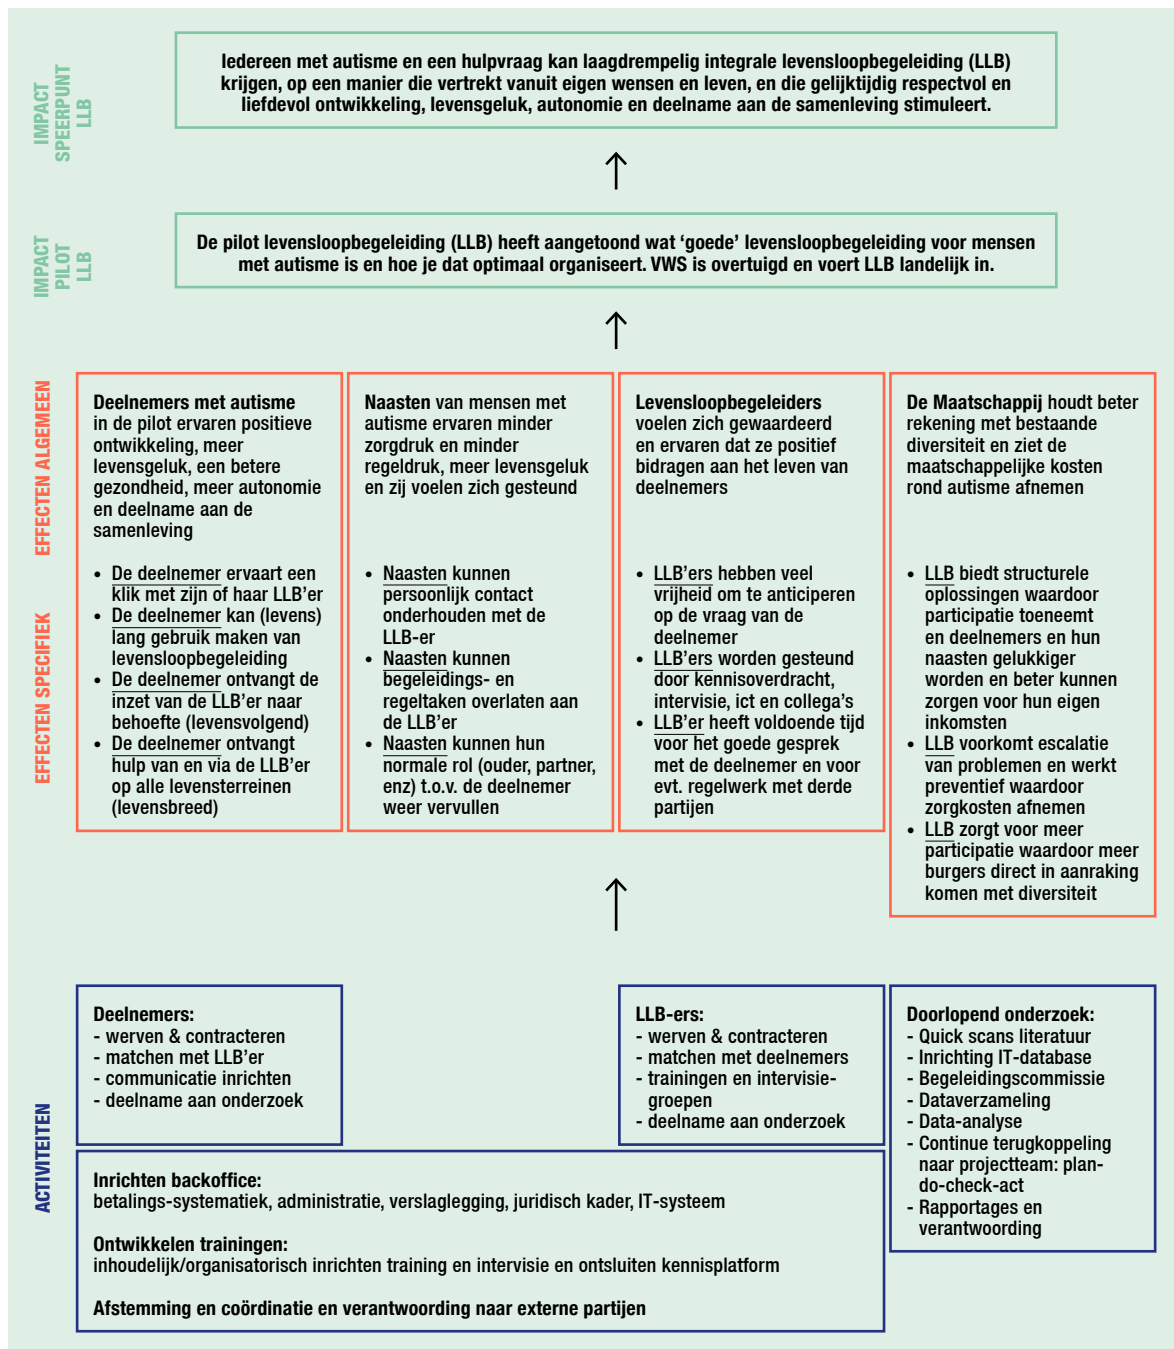 IMPACT
SPEERPUNT
LLB
Iedereen met autisme en een hulpvraag kan laagdrempelig integrale levensloopbegeleiding (LLB)
krijgen, op een manier die vertrekt vanuit eigen wensen en leven, en die gelijktijdig respectvol en
liefdevol ontwikkeling, levensgeluk, autonomie en deelname aan de samenleving stimuleert.
IMPACT
PILOT
LLB
De pilot levensloopbegeleiding (LLB) heeft aangetoond wat ‘goede’ levensloopbegeleiding voor mensen
met autisme is en hoe je dat optimaal organiseert. VWS is overtuigd en voert LLB landelijk in.
EFFECTEN ALGEMEEN
EFFECTEN SPECIFIEK
Deelnemers met autisme
in de pilot ervaren positieve
ontwikkeling, meer
levensgeluk, een betere
gezondheid, meer autonomie
en deelname aan de
samenleving
• De deelnemer ervaart een
klik met zijn of haar LLB’er
• De deelnemer kan (levens)
lang gebruik maken van
levensloopbegeleiding
• De deelnemer ontvangt de
inzet van de LLB’er naar
behoefte (levensvolgend)
• De deelnemer ontvangt
hulp van en via de LLB’er
op alle levensterreinen
(levensbreed)
Naasten van mensen met
autisme ervaren minder
zorgdruk en minder
regeldruk, meer levensgeluk
en zij voelen zich gesteund
• Naasten kunnen
persoonlijk contact
onderhouden met de
LLB-er
• Naasten kunnen
begeleidings- en
regeltaken overlaten aan
de LLB’er
• Naasten kunnen hun
normale rol (ouder, partner,
enz) t.o.v. de deelnemer
weer vervullen
Levensloopbegeleiders
voelen zich gewaardeerd
en ervaren dat ze positief
bidragen aan het leven van
deelnemers
• LLB’ers hebben veel
vrijheid om te anticiperen
op de vraag van de
deelnemer
• LLB’ers worden gesteund
door kennisoverdracht,
intervisie, ict en collega’s
• LLB’er heeft voldoende tijd
voor het goede gesprek
met de deelnemer en voor
evt. regelwerk met derde
partijen
De Maatschappij houdt beter
rekening met bestaande
diversiteit en ziet de
maatschappelijke kosten
rond autisme afnemen
• LLB biedt structurele
oplossingen waardoor
participatie toeneemt
en deelnemers en hun
naasten gelukkiger
worden en beter kunnen
zorgen voor hun eigen
inkomsten
• LLB voorkomt escalatie
van problemen en werkt
preventief waardoor
zorgkosten afnemen
• LLB zorgt voor meer
participatie waardoor meer
burgers direct in aanraking
komen met diversiteit
ACTIVITEITEN
Deelnemers:
- werven & contracteren
- matchen met LLB’er
- communicatie inrichten
- deelname aan onderzoek
LLB-ers:
- werven & contracteren
- matchen met deelnemers
- trainingen en intervisie-
groepen
- deelname aan onderzoek
Doorlopend onderzoek:
- Quick scans literatuur
- Inrichting IT-database
- Begeleidingscommissie
- Dataverzameling
- Data-analyse
- Continue terugkoppeling
naar projectteam: plan-
do-check-act
- Rapportages en
verantwoording
Inrichten backoffice:
betalings-systematiek, administratie, verslaglegging, juridisch kader, IT-systeem
Ontwikkelen trainingen:
inhoudelijk/organisatorisch inrichten training en intervisie en ontsluiten kennisplatform
Afstemming en coördinatie en verantwoording naar externe partijen